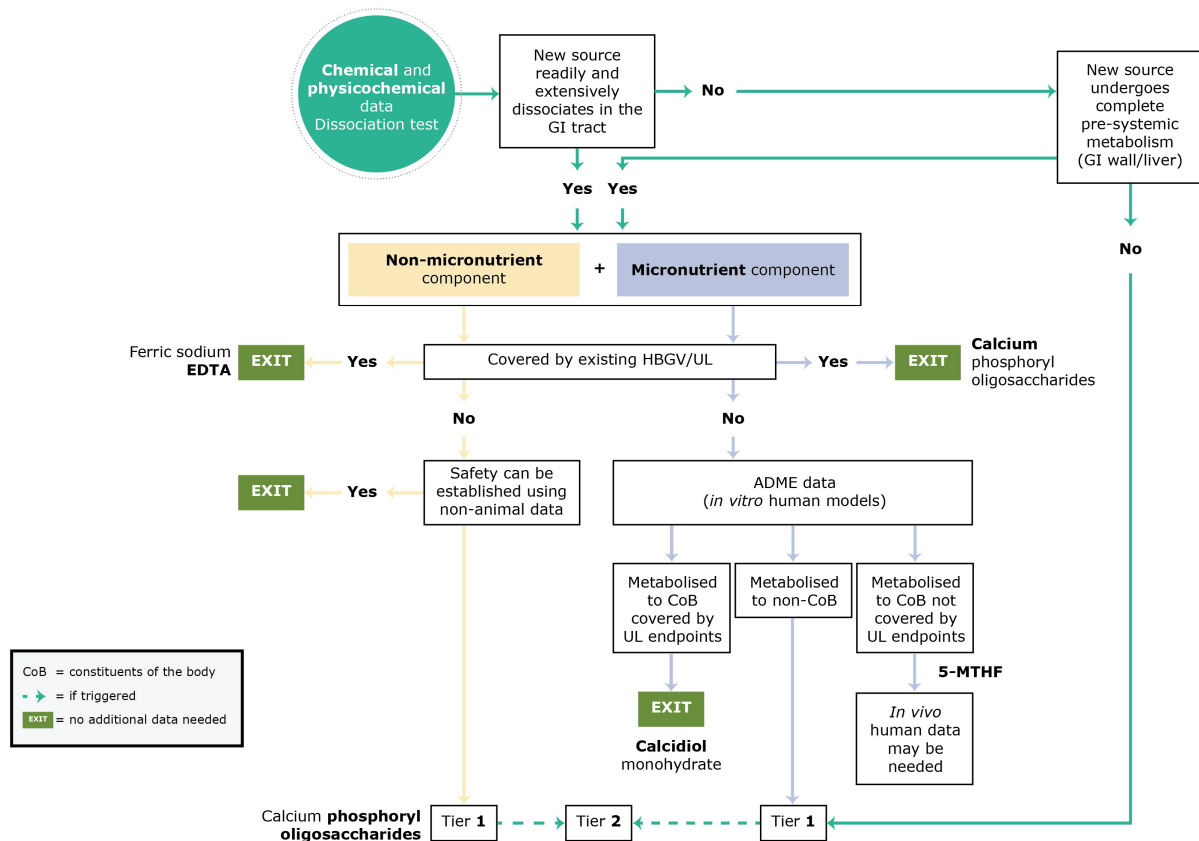 Chemical and
physicochemical
data
Dissociation test
New source
readily and
extensively
dissociates in the
GI tract
No
New source
undergoes
complete
pre-systemic
metabolism
(GI wall/liver)
Yes
Yes
No
Non-micronutrient
component
+
Micronutrient component
Ferric sodium
EDTA
EXIT
Yes
Covered by existing HBGV/UL
Yes
EXIT
Calcium
phosphoryl
oligosaccharides
No
No
EXIT
Yes
Safety can be
established using
non-animal data
ADME data
(in vitro human models)
Metabolised
to CoB
covered by
UL endpoints
Metabolised
to non-CoB
Metabolised
to CoB not
covered by
UL endpoints
5-MTHF
EXIT
Calcidiol
monohydrate
In vivo
human data
may be
needed
CoB = constituents of the body
= if triggered
EXIT = no additional data needed
Calcium phosphoryl
oligosaccharides
Tier 1
Tier 2
Tier 1